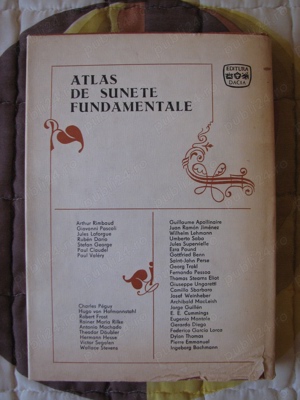 ATLAS
DE SUNETE
FUNDAMENTALE
EDITURA
DACIA
Arthur Rimbaud
Giovanni Pascoli
Jules Laforgue
Rubén Darío
Stefan George
Paul Claudel
Paul Valéry
Charles Péguy
Hugo von Hofmannsthal
Robert Frost
Rainer Maria Rilke
Antonio Machado
Theodor Däubler
Hermann Hesse
Victor Segalen
Wallace Stevens
Guillaume Apollinaire
Juan Ramón Jiménez
Wilhelm Lehmann
Umberto Saba
Jules Supervielle
Ezra Pound
Gottfried Benn
Saint-John Perse
Georg Trakl
Fernando Pessoa
Thomas Stearns Eliot
Giuseppe Ungaretti
Camillo Sbarbaro
Josef Weinheber
Archibald MacLeish
Jorge Guillén
E. E. Cummings
Eugenio Montale
Gerardo Diego
Federico García Lorca
Dylan Thomas
Pierre Emmanuel
Ingeborg Bachmann